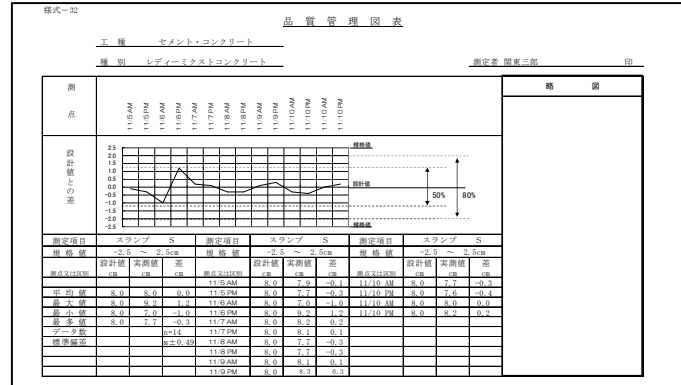 様式－32
品質管理図表
工種 セメント・コンクリート
種別 レディーミクストコンクリート 測定者 関東三郎 印
測点 略図
11/5 AM 11/5 PM 11/6 AM 11/6 PM 11/7 AM 11/7 PM 11/8 AM 11/8 PM 11/9 AM 11/9 PM 11/10 AM 11/10 PM 11/10 AM 11/10 PM
設計値との差
2.5 規格値
2.0
1.5
1.0
0.5
0.0 設計値
-0.5 50% 80%
-1.0
-1.5
-2.0
-2.5 規格値
測定項目 スランプ S 測定項目 スランプ S 測定項目 スランプ S
規格値 -2.5 ～ 2.5cm 規格値 -2.5 ～ 2.5cm 規格値 -2.5 ～ 2.5cm
測点又は区別 設計値 cm 実測値 cm 差 cm 測点又は区別 設計値 cm 実測値 cm 差 cm 測点又は区別 設計値 cm 実測値 cm 差 cm
11/5 AM 8.0 7.9 -0.1 11/10 AM 8.0 7.7 -0.3
平均値 8.0 8.0 0.0 11/5 PM 8.0 7.7 -0.3 11/10 PM 8.0 7.6 -0.4
最大値 8.0 9.2 1.2 11/6 AM 8.0 7.0 -1.0 11/10 AM 8.0 8.0 0.0
最小値 8.0 7.0 -1.0 11/6 PM 8.0 9.2 1.2 11/10 PM 8.0 8.2 0.2
最多値 8.0 7.7 -0.3 11/7 AM 8.0 8.2 0.2
データ数 n=14 11/7 PM 8.0 8.1 0.1
標準偏差 m±0.49 11/8 AM 8.0 7.7 -0.3
11/8 PM 8.0 7.7 -0.3
11/9 AM 8.0 8.1 0.1
11/9 PM 8.0 8.3 0.3